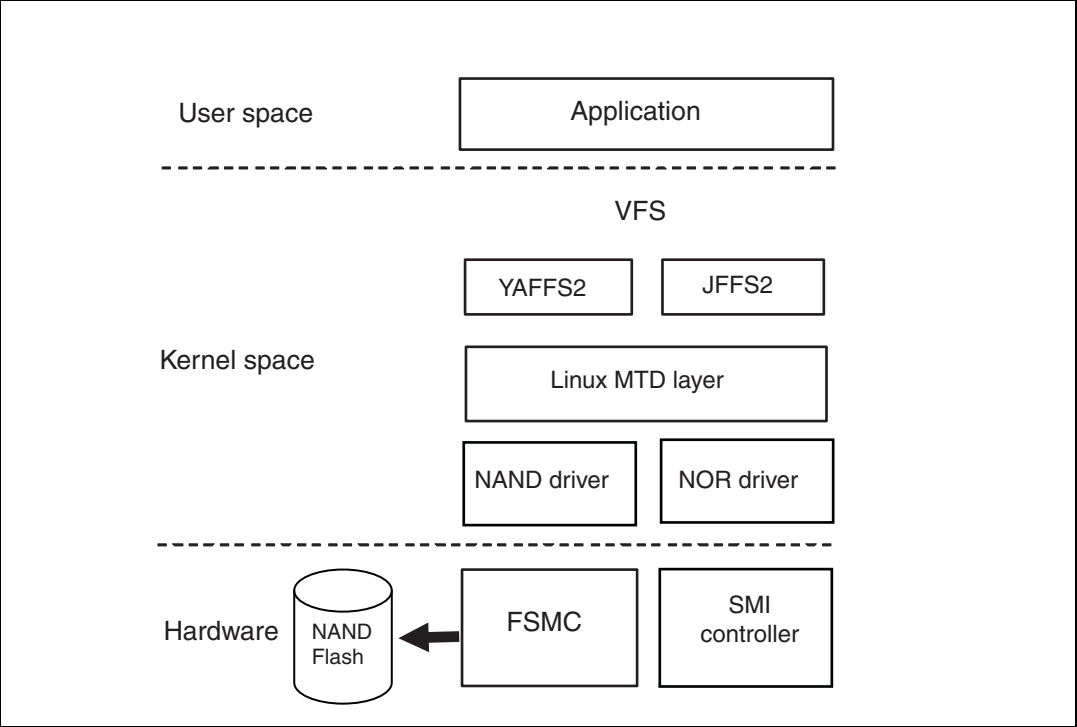 User space
Application
VFS
YAFFS2
JFFS2
Kernel space
Linux MTD layer
NAND driver
NOR driver
Hardware
NAND
Flash
FSMC
SMI
controller